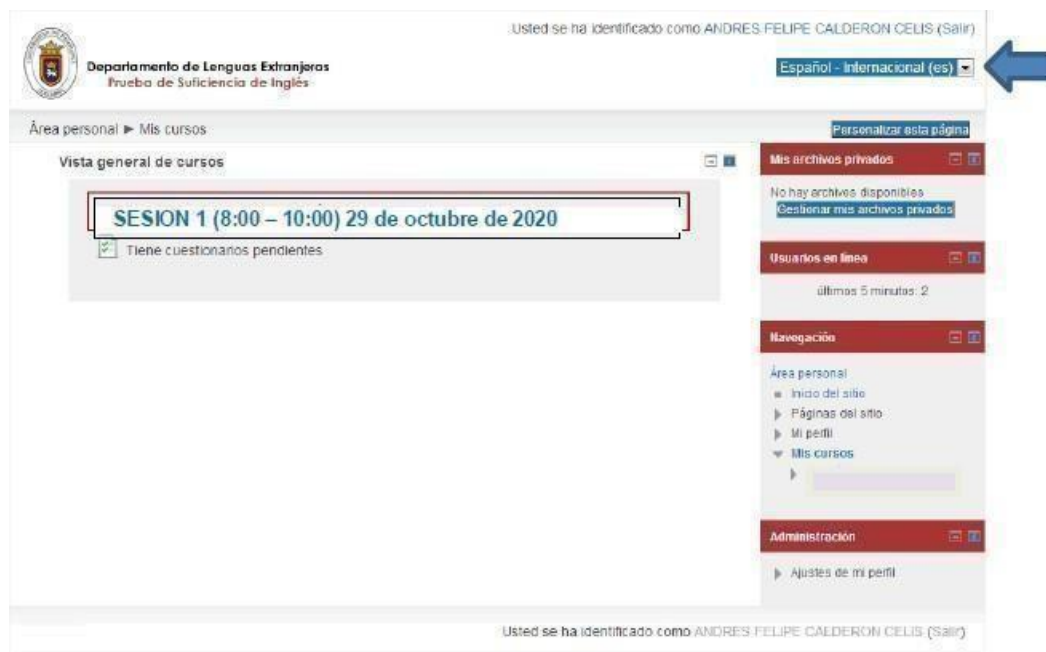 Usted se ha identificado como ANDRES FELIPE CALDERON CELIS (Salir)
Departamento de Lenguas Extranjeras
Prueba de Suficiencia de Inglés
Español - Internacional (es)
Área personal ► Mis cursos
Personalizar esta página
Vista general de cursos
SESION 1 (8:00 – 10:00) 29 de octubre de 2020
Tiene cuestionarios pendientes
Mis archivos privados
No hay archivos disponibles
Gestionar mis archivos privados
Usuarios en línea
últimos 5 minutos: 2
Navegación
Área personal
Inicio del sitio
Páginas del sitio
Mi perfil
Mis cursos
Administración
Ajustes de mi perfil
Usted se ha identificado como ANDRES FELIPE CALDERON CELIS (Salir)